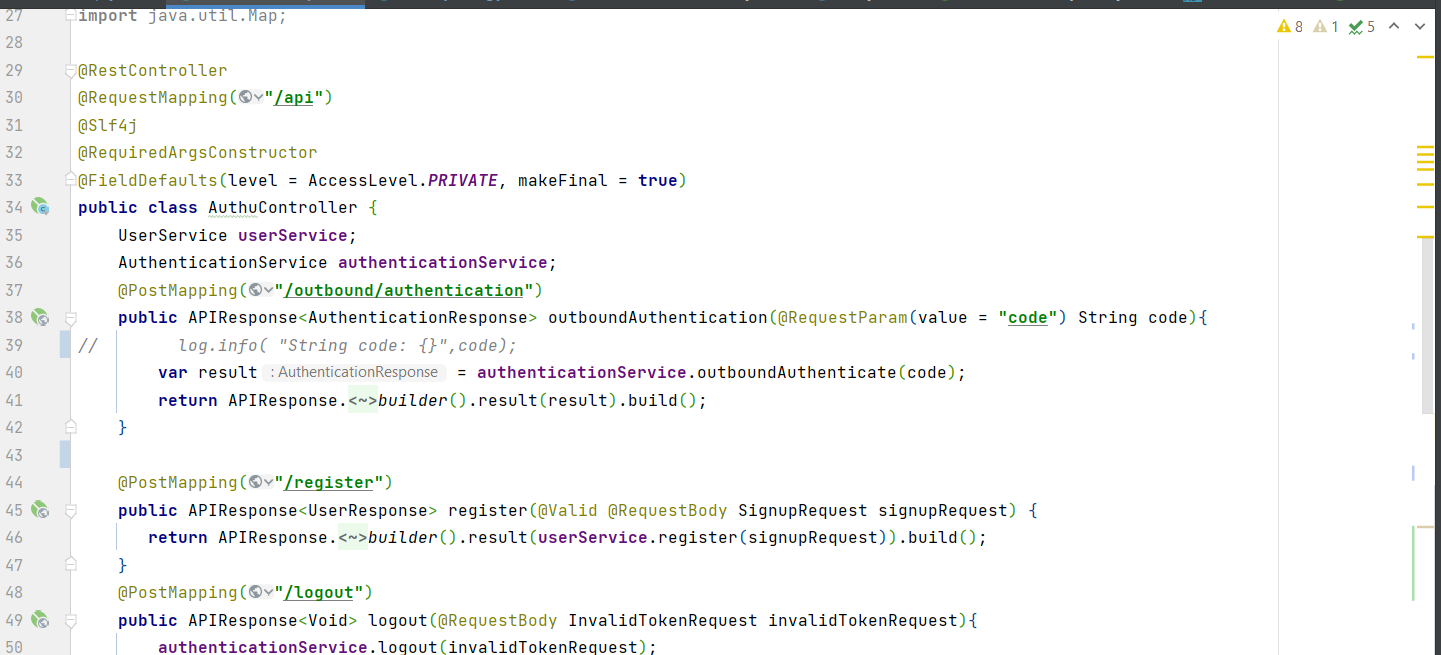 27 import java.util.Map;
8 1 5
28
29 @RestController
30 @RequestMapping("/api")
31 @Slf4j
32 @RequiredArgsConstructor
33 @FieldDefaults(level = AccessLevel.PRIVATE, makeFinal = true)
34 public class AuthuController {
35 UserService userService;
36 AuthenticationService authenticationService;
37 @PostMapping("/outbound/authentication")
38 public APIResponse<AuthenticationResponse> outboundAuthentication(@RequestParam(value = "code") String code){
39 // log.info( "String code: {}",code);
40 var result : AuthenticationResponse = authenticationService.outboundAuthenticate(code);
41 return APIResponse.<~>builder().result(result).build();
42 }
43
44 @PostMapping("/register")
45 public APIResponse<UserResponse> register(@Valid @RequestBody SignupRequest signupRequest) {
46 return APIResponse.<~>builder().result(userService.register(signupRequest)).build();
47 }
48 @PostMapping("/logout")
49 public APIResponse<Void> logout(@RequestBody InvalidTokenRequest invalidTokenRequest){
50 authenticationService.logout(invalidTokenRequest);